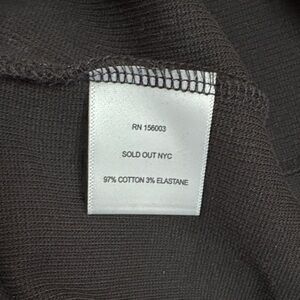 RN 156003
SOLD OUT NYC
97% COTTON 3% ELASTANE